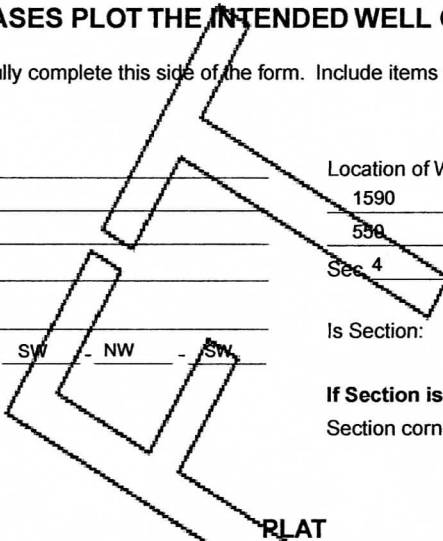 ASES PLOT THE INTENDED WELL
lly complete this side of the form. Include items
Location of W
1590
550
Sec. 4
Is Section:
SW - NW - SW
If Section is
Section corn
PLAT